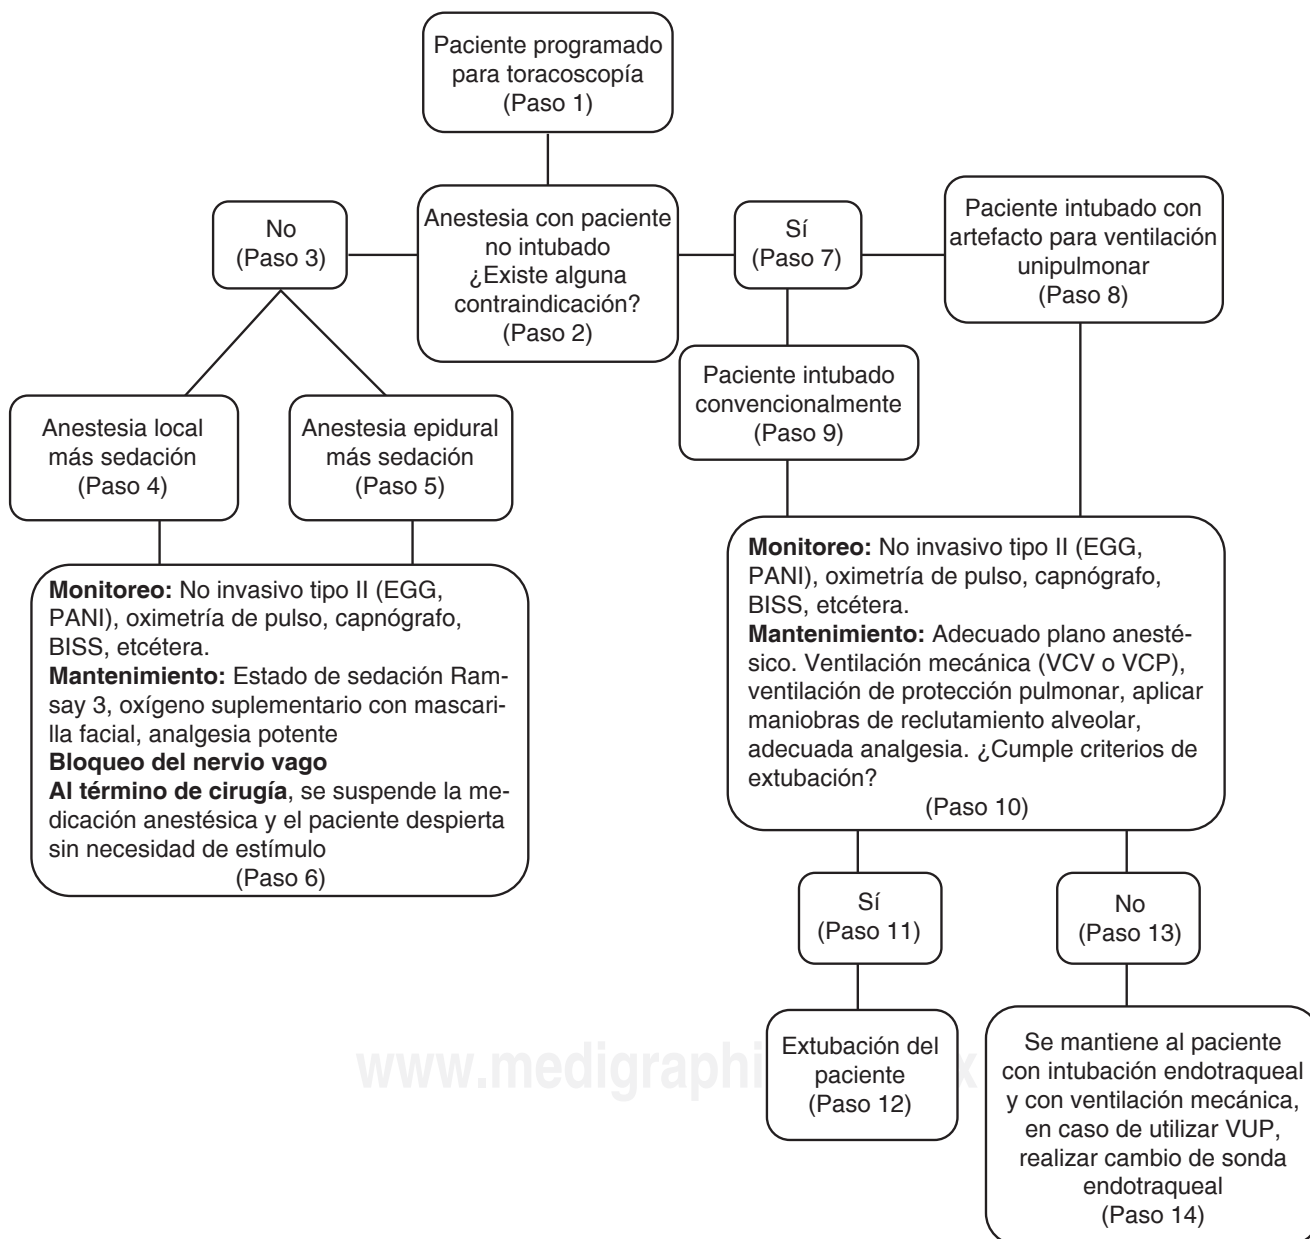 Paciente programado
para toracoscopía
(Paso 1)
Anestesia con paciente
no intubado
¿Existe alguna
contraindicación?
(Paso 2)
No
(Paso 3)
Anestesia local
más sedación
(Paso 4)
Anestesia epidural
más sedación
(Paso 5)
Monitoreo: No invasivo tipo II (EGG,
PANI), oximetría de pulso, capnógrafo,
BISS, etcétera.
Mantenimiento: Estado de sedación Ram-
say 3, oxígeno suplementario con mascari-
lla facial, analgesia potente
Bloqueo del nervio vago
Al término de cirugía, se suspende la me-
dicación anestésica y el paciente despierta
sin necesidad de estímulo
(Paso 6)
Sí
(Paso 7)
Paciente intubado con
artefacto para ventilación
unipulmonar
(Paso 8)
Paciente intubado
convencionalmente
(Paso 9)
Monitoreo: No invasivo tipo II (EGG,
PANI), oximetría de pulso, capnógrafo,
BISS, etcétera.
Mantenimiento: Adecuado plano anesté-
sico. Ventilación mecánica (VCV o VCP),
ventilación de protección pulmonar, aplicar
maniobras de reclutamiento alveolar,
adecuada analgesia. ¿Cumple criterios de
extubación?
(Paso 10)
Sí
(Paso 11)
Extubación del
paciente
(Paso 12)
No
(Paso 13)
Se mantiene al paciente
con intubación endotraqueal
y con ventilación mecánica,
en caso de utilizar VUP,
realizar cambio de sonda
endotraqueal
(Paso 14)